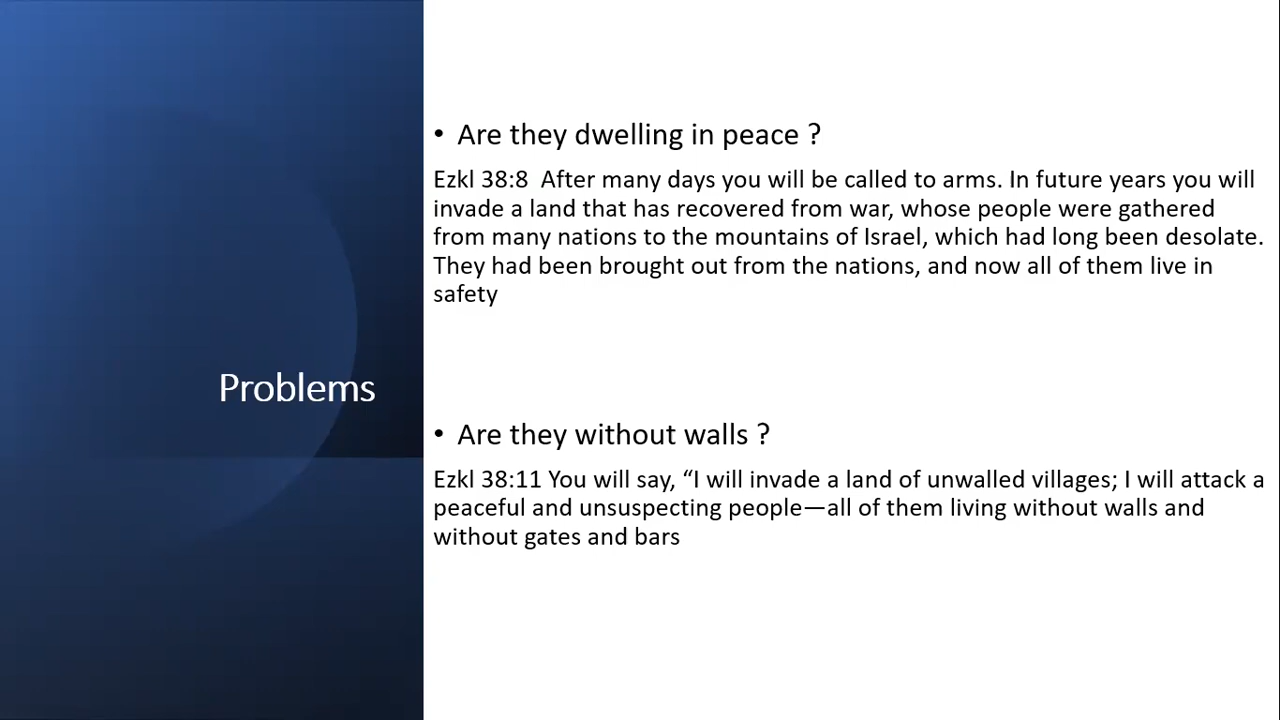 Problems
• Are they dwelling in peace ?
Ezkl 38:8  After many days you will be called to arms. In future years you will
invade a land that has recovered from war, whose people were gathered
from many nations to the mountains of Israel, which had long been desolate.
They had been brought out from the nations, and now all of them live in
safety
• Are they without walls ?
Ezkl 38:11 You will say, “I will invade a land of unwalled villages; I will attack a
peaceful and unsuspecting people—all of them living without walls and
without gates and bars